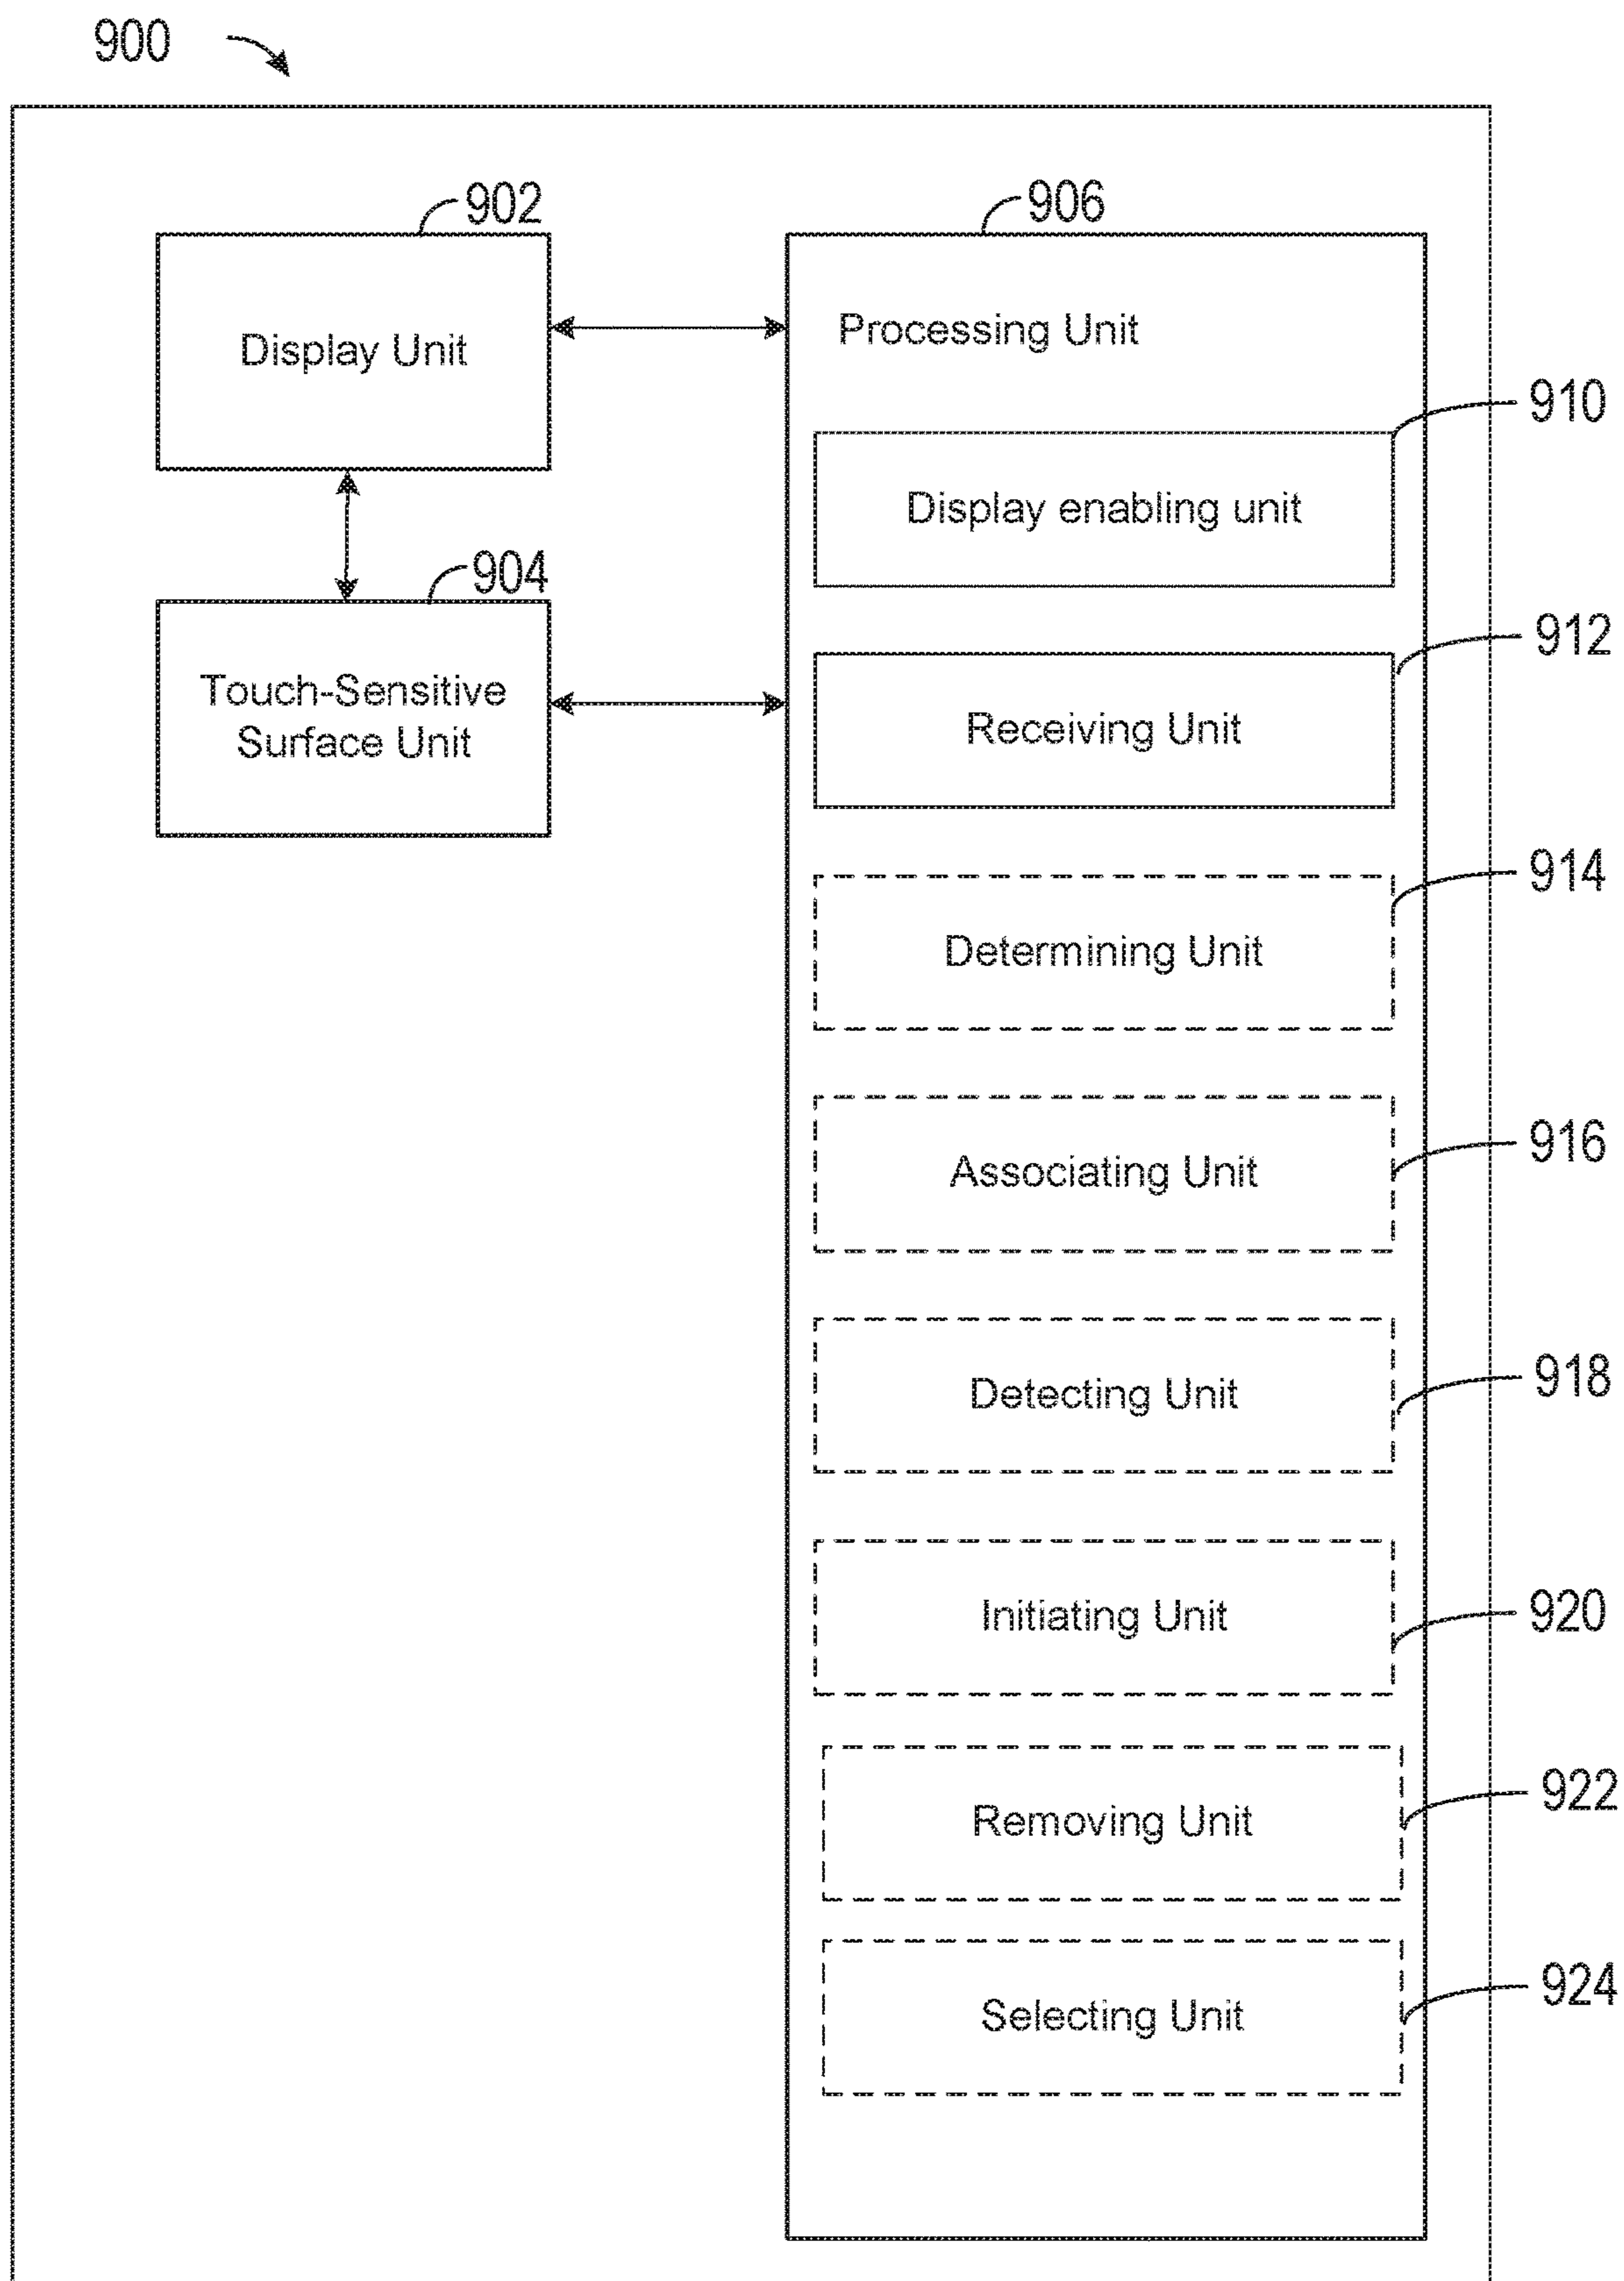 900
902
906
Display Unit
Processing Unit
910
Display enabling unit
904
912
Touch-Sensitive
Surface Unit
Receiving Unit
914
Determining Unit
916
Associating Unit
918
Detecting Unit
920
Initiating Unit
922
Removing Unit
924
Selecting Unit